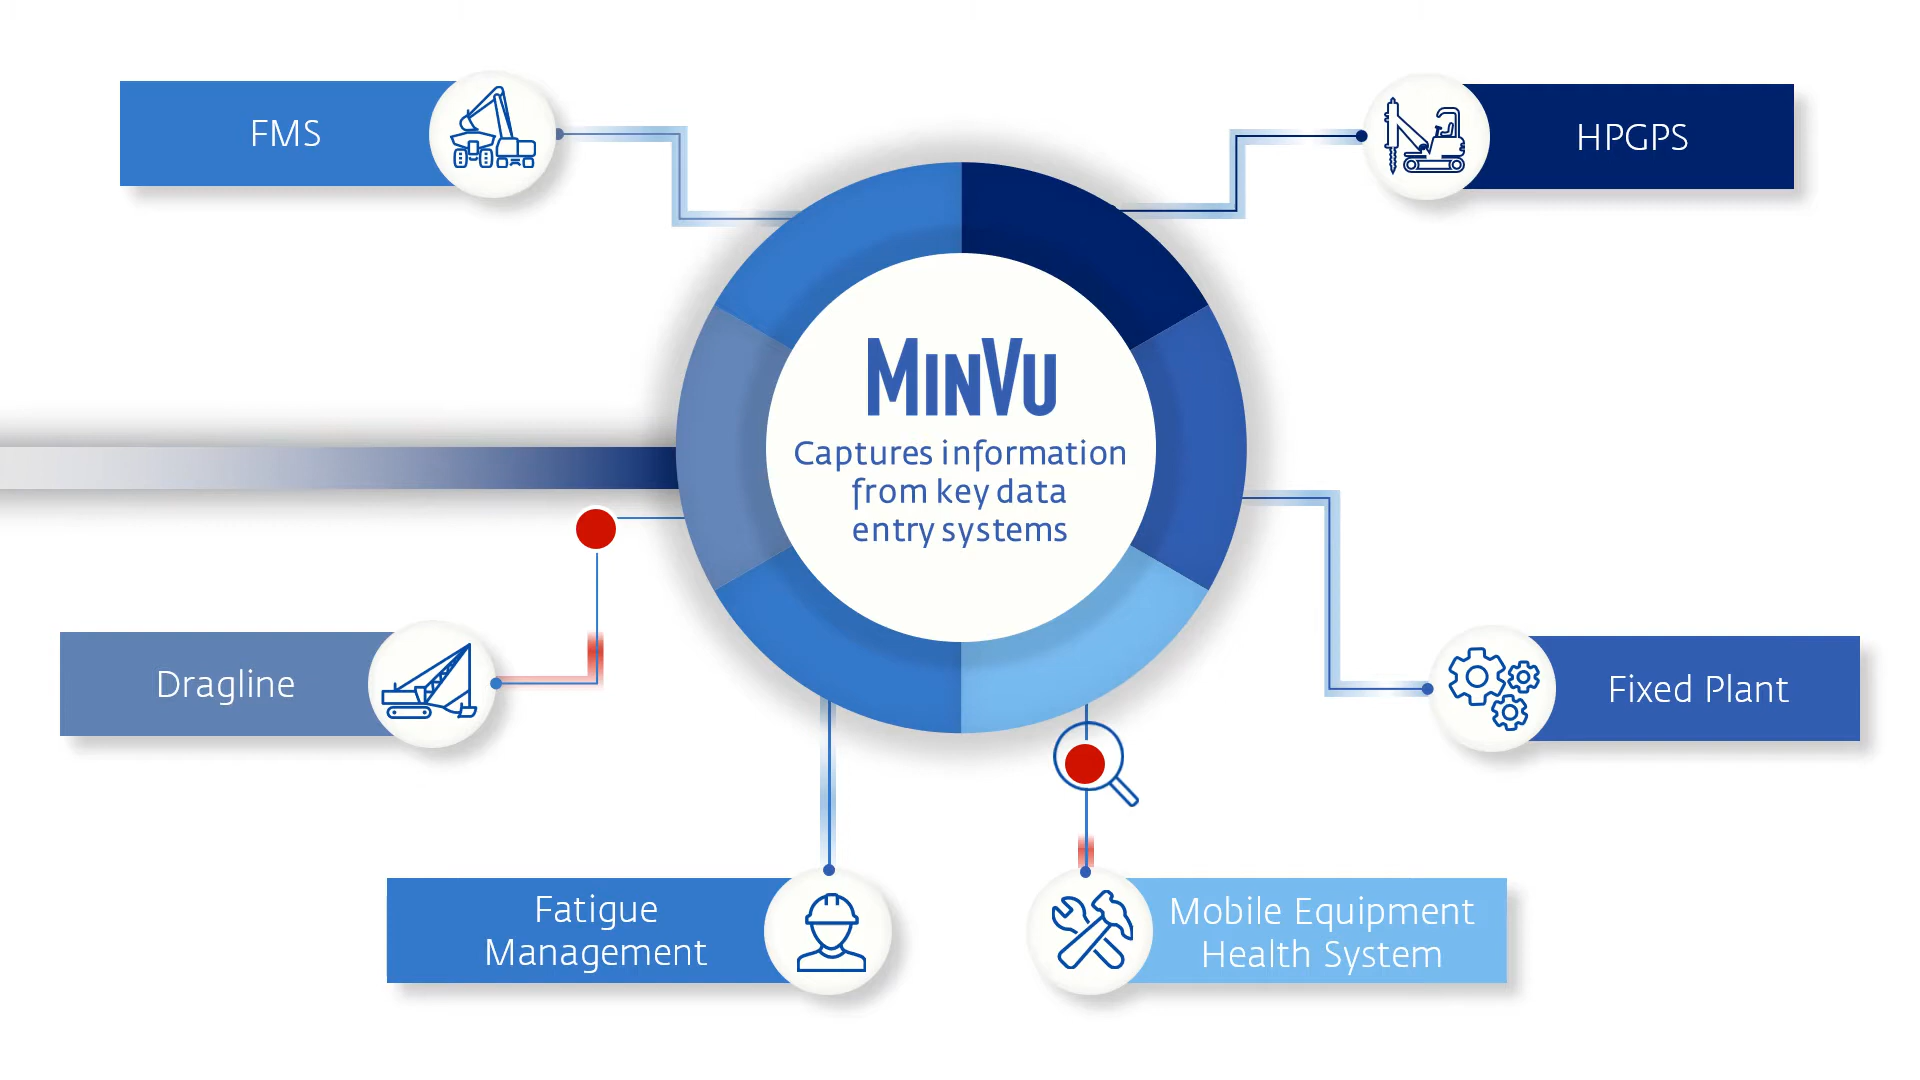 FMS
HPGPS
MINVU
Captures information
from key data
entry systems
Dragline
Fixed Plant
Fatigue
Management
Mobile Equipment
Health System